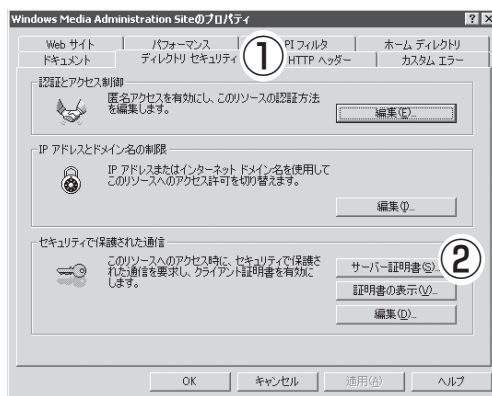 Windows Media Administration Siteのプロパティ
Web サイト パフォーマンス PI フィルタ ホーム ディレクトリ
ドキュメント ディレクトリ セキュリティ ① HTTP ヘッダー カスタム エラー
認証とアクセス制御
匿名アクセスを有効にし、このリソースの認証方法
を編集します。
編集(E)...
IP アドレスとドメイン名の制限
IP アドレスまたはインターネット ドメイン名を使用して
このリソースへのアクセス許可を切り替えます。
編集(I)...
セキュリティで保護された通信
このリソースへのアクセス時に、セキュリティで保護さ
れた通信を要求し、クライアント証明書を有効に
します。
サーバー証明書(S)... ②
証明書の表示(V)...
編集(D)...
OK キャンセル 適用(A) ヘルプ